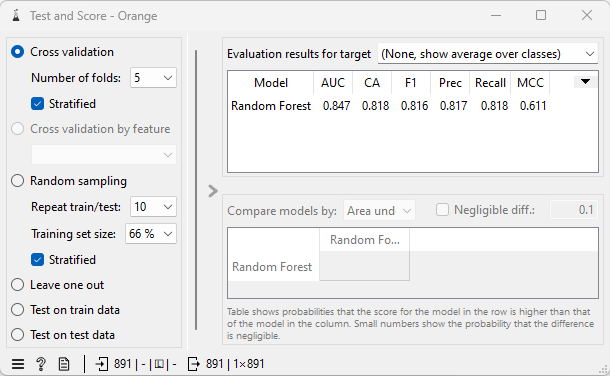 Test and Score - Orange
Cross validation
Number of folds: 5
Stratified
Cross validation by feature
Random sampling
Repeat train/test: 10
Training set size: 66 %
Stratified
Leave one out
Test on train data
Test on test data
Evaluation results for target (None, show average over classes)
Model AUC CA F1 Prec Recall MCC
Random Forest 0.847 0.818 0.816 0.817 0.818 0.611
Compare models by: Area und Negligible diff.: 0.1
Random Fo...
Random Forest
Table shows probabilities that the score for the model in the row is higher than that
of the model in the column. Small numbers show the probability that the difference
is negligible.
891 | - | - 891 | 1×891